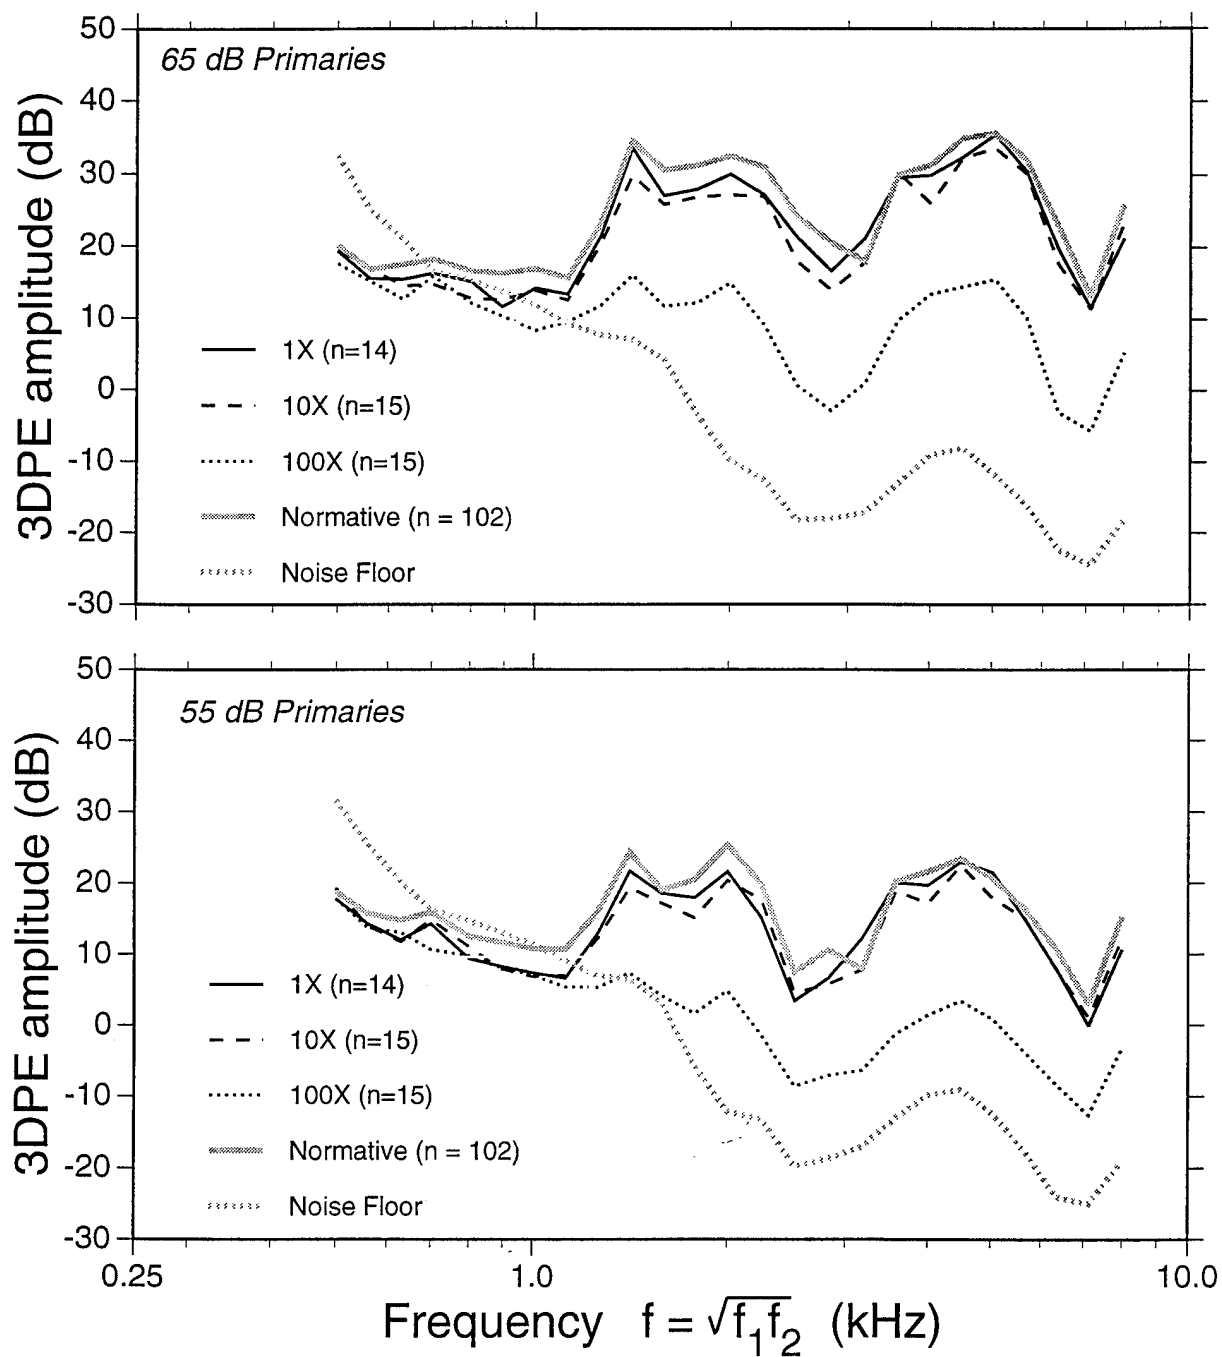 65 dB Primaries
3DPE amplitude (dB)
50
40
30
20
10
0
-10
-20
-30
1X (n=14)
10X (n=15)
100X (n=15)
Normative (n = 102)
Noise Floor
55 dB Primaries
3DPE amplitude (dB)
50
40
30
20
10
0
-10
-20
-30
1X (n=14)
10X (n=15)
100X (n=15)
Normative (n = 102)
Noise Floor
0.25 1.0 10.0
Frequency f = √f₁f₂ (kHz)